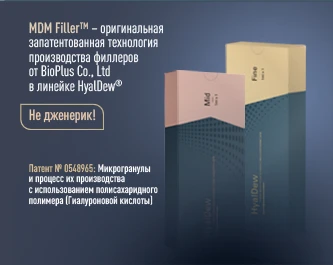 MDM Filler™ – оригинальная
запатентованная технология
производства филлеров
от BioPlus Co., Ltd
в линейке HyalDew®
Не дженерик!
Патент № 0548965: Микрогранулы
и процесс их производства
с использованием полисахаридного
полимера (Гиалуроновой кислоты)
Mid
Fine
HyalDew
HyalDew